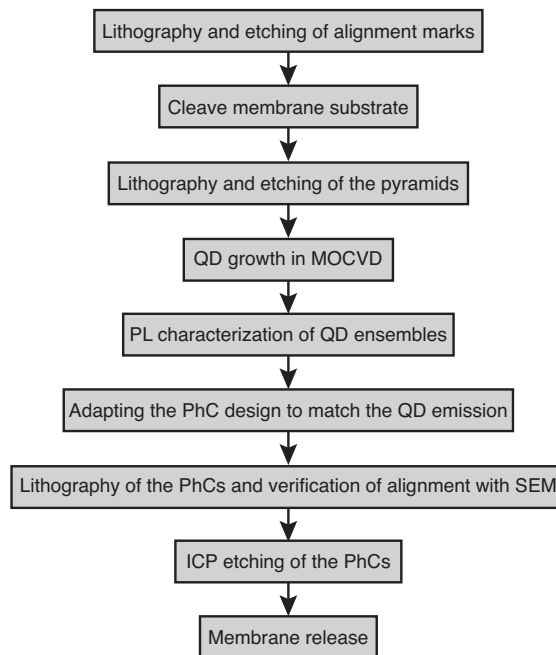 Lithography and etching of alignment marks
Cleave membrane substrate
Lithography and etching of the pyramids
QD growth in MOCVD
PL characterization of QD ensembles
Adapting the PhC design to match the QD emission
Lithography of the PhCs and verification of alignment with SEM
ICP etching of the PhCs
Membrane release